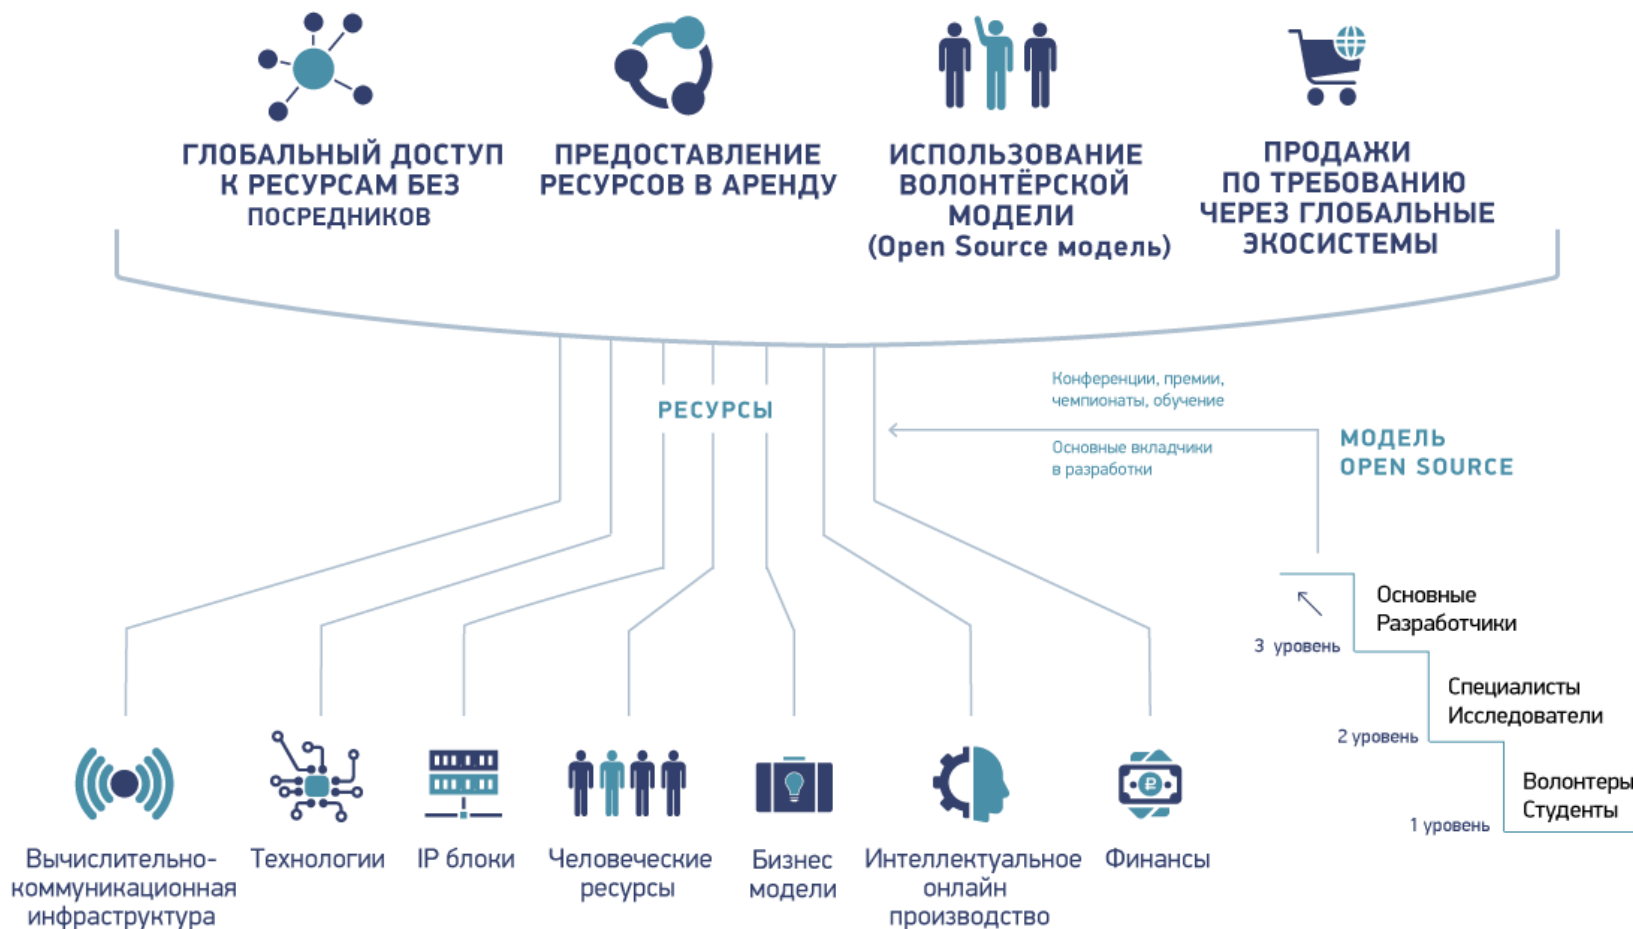 ГЛОБАЛЬНЫЙ ДОСТУП
К РЕСУРСАМ БЕЗ
ПОСРЕДНИКОВ
ПРЕДОСТАВЛЕНИЕ
РЕСУРСОВ В АРЕНДУ
ИСПОЛЬЗОВАНИЕ
ВОЛОНТЁРСКОЙ
МОДЕЛИ
(Open Source модель)
ПРОДАЖИ
ПО ТРЕБОВАНИЮ
ЧЕРЕЗ ГЛОБАЛЬНЫЕ
ЭКОСИСТЕМЫ
РЕСУРСЫ
Конференции, премии,
чемпионаты, обучение
Основные вкладчики
в разработки
МОДЕЛЬ
OPEN SOURCE
Основные
Разработчики
3 уровень
Специалисты
Исследователи
2 уровень
Волонтеры
Студенты
1 уровень
Вычислительно-
коммуникационная
инфраструктура
Технологии
IP блоки
Человеческие
ресурсы
Бизнес
модели
Интеллектуальное
онлайн
производство
₽
Финансы